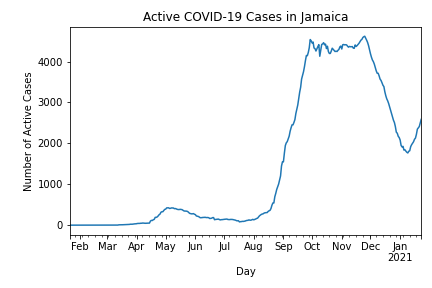 Active COVID-19 Cases in Jamaica
Number of Active Cases
4000
3000
2000
1000
0
Feb Mar Apr May Jun Jul Aug Sep Oct Nov Dec Jan
2021
Day